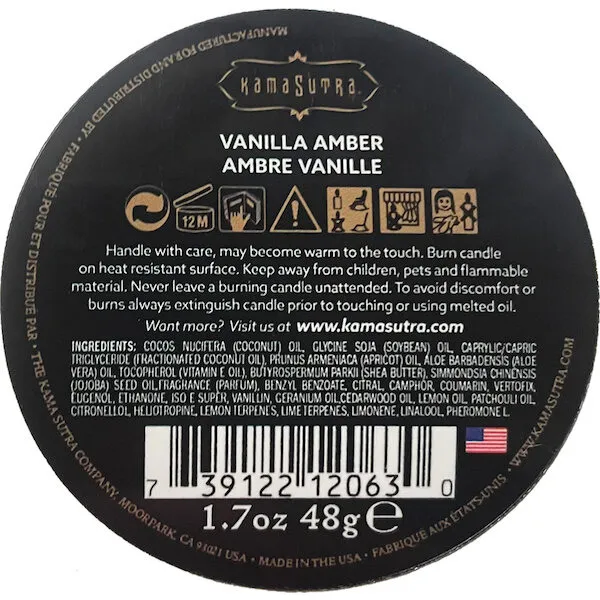 KAMASUTRA
VANILLA AMBER
AMBRE VANILLE
12M
Handle with care, may become warm to the touch. Burn candle
on heat resistant surface. Keep away from children, pets and flammable
material. Never leave a burning candle unattended. To avoid discomfort or
burns always extinguish candle prior to touching or using melted oil.
Want more? Visit us at www.kamasutra.com
INGREDIENTS: COCOS NUCIFERA (COCONUT) OIL, GLYCINE SOJA (SOYBEAN) OIL, CAPRYLIC/CAPRIC
TRIGLYCERIDE (FRACTIONATED COCONUT OIL), PRUNUS ARMENIACA (APRICOT) OIL, ALOE BARBADENSIS (ALOE
VERA) OIL, TOCOPHEROL (VITAMIN E OIL), BUTYROSPERMUM PARKII (SHEA BUTTER), SIMMONDSIA CHINENSIS
(JOJOBA) SEED OIL,FRAGRANCE (PARFUM), BENZYL BENZOATE, CITRAL, CAMPHOR, COUMARIN, VERTOFIX,
EUGENOL, ETHANONE, ISO E SUPER, VANILLIN, GERANIUM OIL,CEDARWOOD OIL, LEMON OIL, PATCHOULI OIL,
CITRONELLOL, HELIOTROPINE, LEMON TERPENES, LIME TERPENES, LIMONENE, LINALOOL, PHEROMONE L.
7 39122 12063 0
1.7oz 48g e
MANUFACTURED FOR AND DISTRIBUTED BY • FABRIQUÉ POUR ET DISTRIBUÉ PAR • THE KAMA SUTRA COMPANY, MOORPARK, CA 93021 USA • MADE IN THE USA • FABRIQUÉ AUX ÉTATS-UNIS • WWW.KAMASUTRA.COM